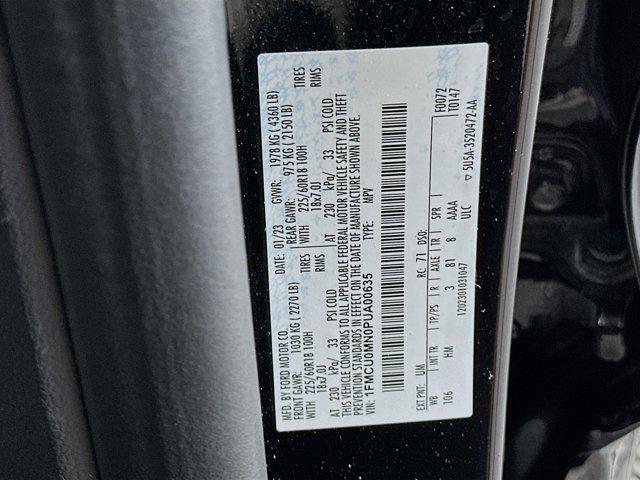 MFD. BY FORD MOTOR CO.
DATE: 01/23 GVWR: 1978 KG ( 4360 LB)
FRONT GAWR: 1030 KG ( 2270 LB) REAR GAWR: 975 KG ( 2150 LB)
WITH 225/60R18 100H TIRES WITH 225/60R18 100H TIRES
18x7.0J RIMS 18x7.0J RIMS
AT 230 kPa/ 33 PSI COLD AT 230 kPa/ 33 PSI COLD
THIS VEHICLE CONFORMS TO ALL APPLICABLE FEDERAL MOTOR VEHICLE SAFETY AND THEFT
PREVENTION STANDARDS IN EFFECT ON THE DATE OF MANUFACTURE SHOWN ABOVE.
VIN: 1FMCU0MN0PUA00635 TYPE: MPV
F0072
T0147
EXT PNT: UM RC: 71 DSO:
WB INT TR TP/PS R AXLE TR SPR
106 HM 3 B1 8 AAAA
1202301031047 ULC
▽ 5U5A-3520472-AA